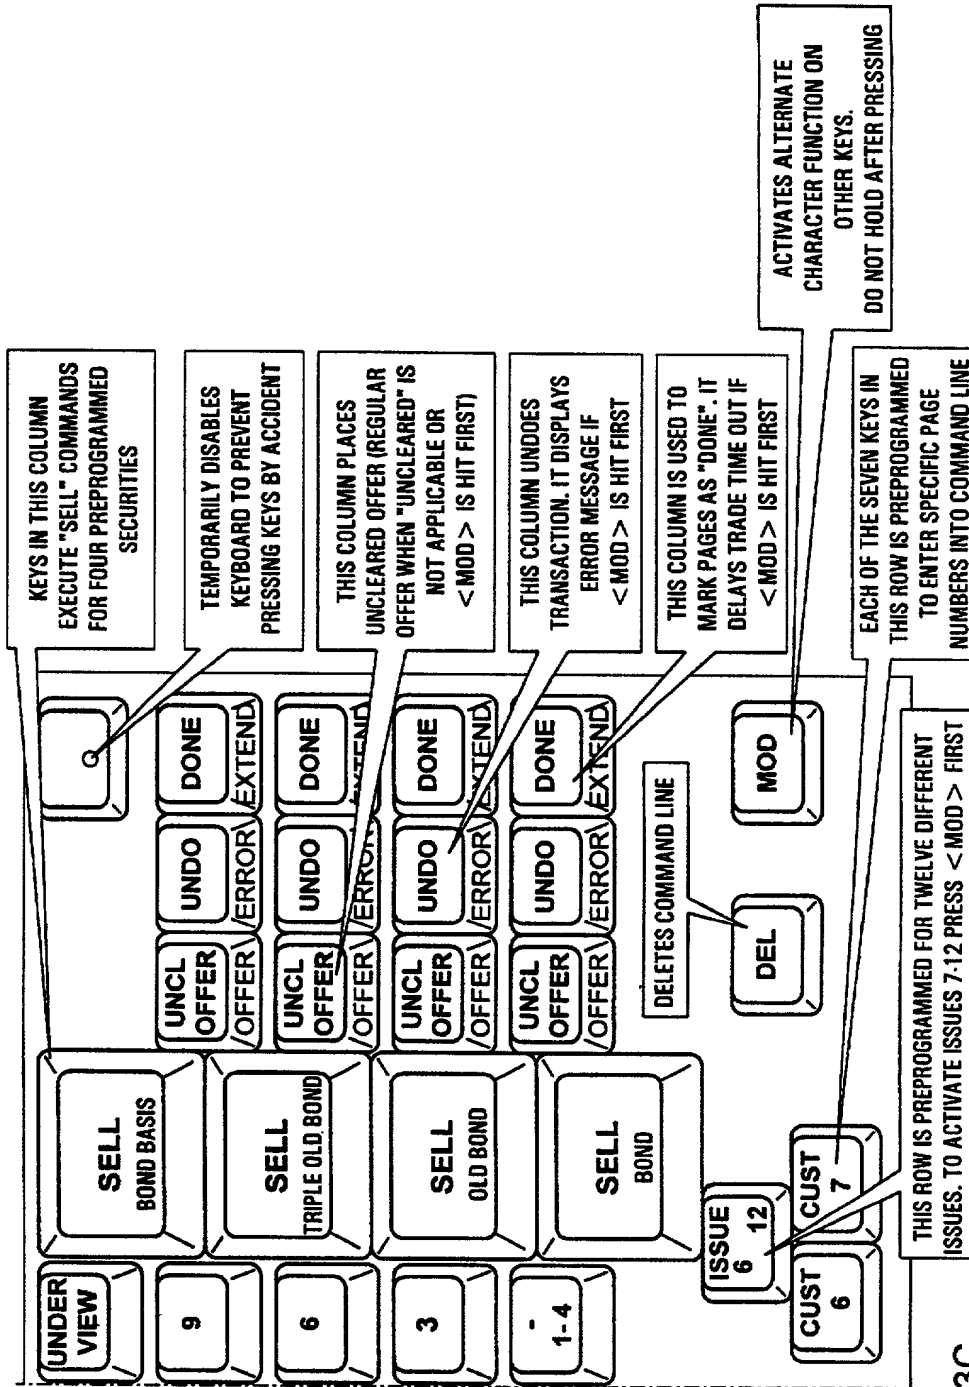 KEYS IN THIS COLUMN
EXECUTE "SELL" COMMANDS
FOR FOUR PREPROGRAMMED
SECURITIES
TEMPORARILY DISABLES
KEYBOARD TO PREVENT
PRESSING KEYS BY ACCIDENT
THIS COLUMN PLACES
UNCLEARED OFFER (REGULAR
OFFER WHEN "UNCLEARED" IS
NOT APPLICABLE OR
< MOD > IS HIT FIRST)
THIS COLUMN UNDOES
TRANSACTION. IT DISPLAYS
ERROR MESSAGE IF
< MOD > IS HIT FIRST
THIS COLUMN IS USED TO
MARK PAGES AS "DONE". IT
DELAYS TRADE TIME OUT IF
< MOD > IS HIT FIRST
ACTIVATES ALTERNATE
CHARACTER FUNCTION ON
OTHER KEYS.
DO NOT HOLD AFTER PRESSING
EACH OF THE SEVEN KEYS IN
THIS ROW IS PREPROGRAMMED
TO ENTER SPECIFIC PAGE
NUMBERS INTO COMMAND LINE
UNDER
VIEW
SELL
BOND BASIS
9
UNCL
OFFER
OFFER
UNDO
ERROR
DONE
EXTEND
SELL
TRIPLE OLD BOND
6
UNCL
OFFER
OFFER
UNDO
ERROR
DONE
EXTEND
SELL
OLD BOND
3
UNCL
OFFER
OFFER
UNDO
ERROR
DONE
EXTEND
SELL
BOND
-
1-4
UNCL
OFFER
OFFER
UNDO
ERROR
DONE
EXTEND
DELETES COMMAND LINE
ISSUE
6 12
DEL
MOD
CUST
6
CUST
7
THIS ROW IS PREPROGRAMMED FOR TWELVE DIFFERENT
ISSUES. TO ACTIVATE ISSUES 7-12 PRESS < MOD > FIRST
3C